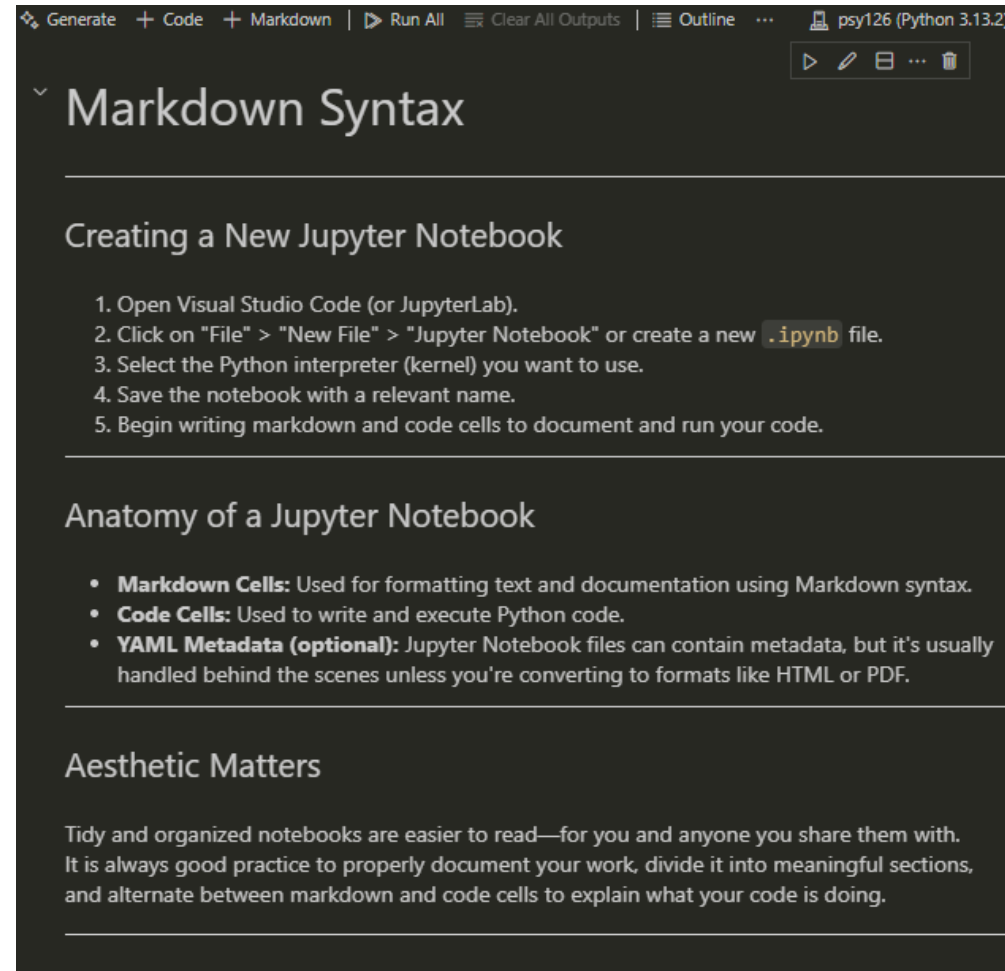 Generate + Code + Markdown | Run All Clear All Outputs | Outline ... psy126 (Python 3.13.2)
Markdown Syntax
Creating a New Jupyter Notebook
1. Open Visual Studio Code (or JupyterLab).
2. Click on "File" > "New File" > "Jupyter Notebook" or create a new .ipynb file.
3. Select the Python interpreter (kernel) you want to use.
4. Save the notebook with a relevant name.
5. Begin writing markdown and code cells to document and run your code.
Anatomy of a Jupyter Notebook
• Markdown Cells: Used for formatting text and documentation using Markdown syntax.
• Code Cells: Used to write and execute Python code.
• YAML Metadata (optional): Jupyter Notebook files can contain metadata, but it's usually
handled behind the scenes unless you're converting to formats like HTML or PDF.
Aesthetic Matters
Tidy and organized notebooks are easier to read—for you and anyone you share them with.
It is always good practice to properly document your work, divide it into meaningful sections,
and alternate between markdown and code cells to explain what your code is doing.